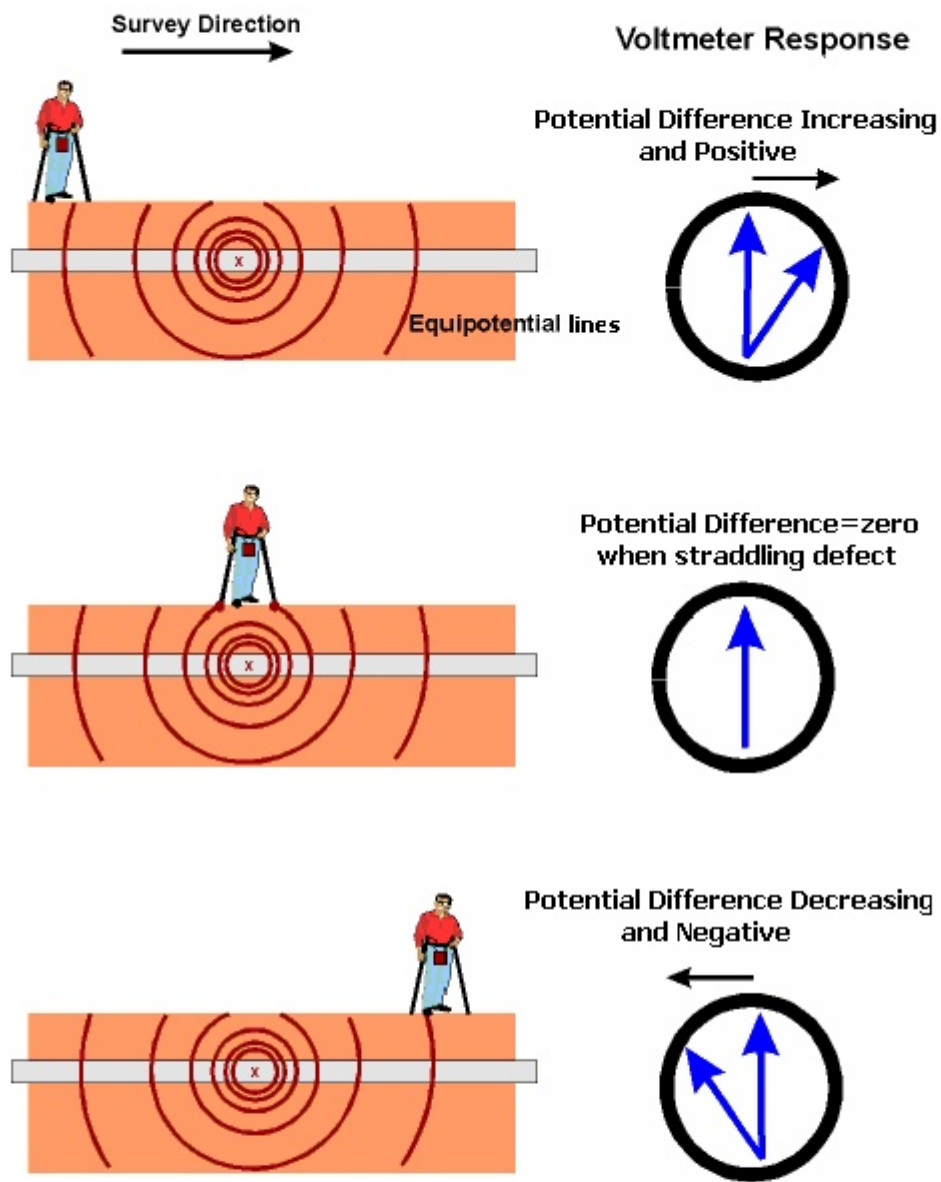 Survey Direction
Voltmeter Response
Potential Difference Increasing
and Positive
x
Equipotential lines
Potential Difference=zero
when straddling defect
x
Potential Difference Decreasing
and Negative
x